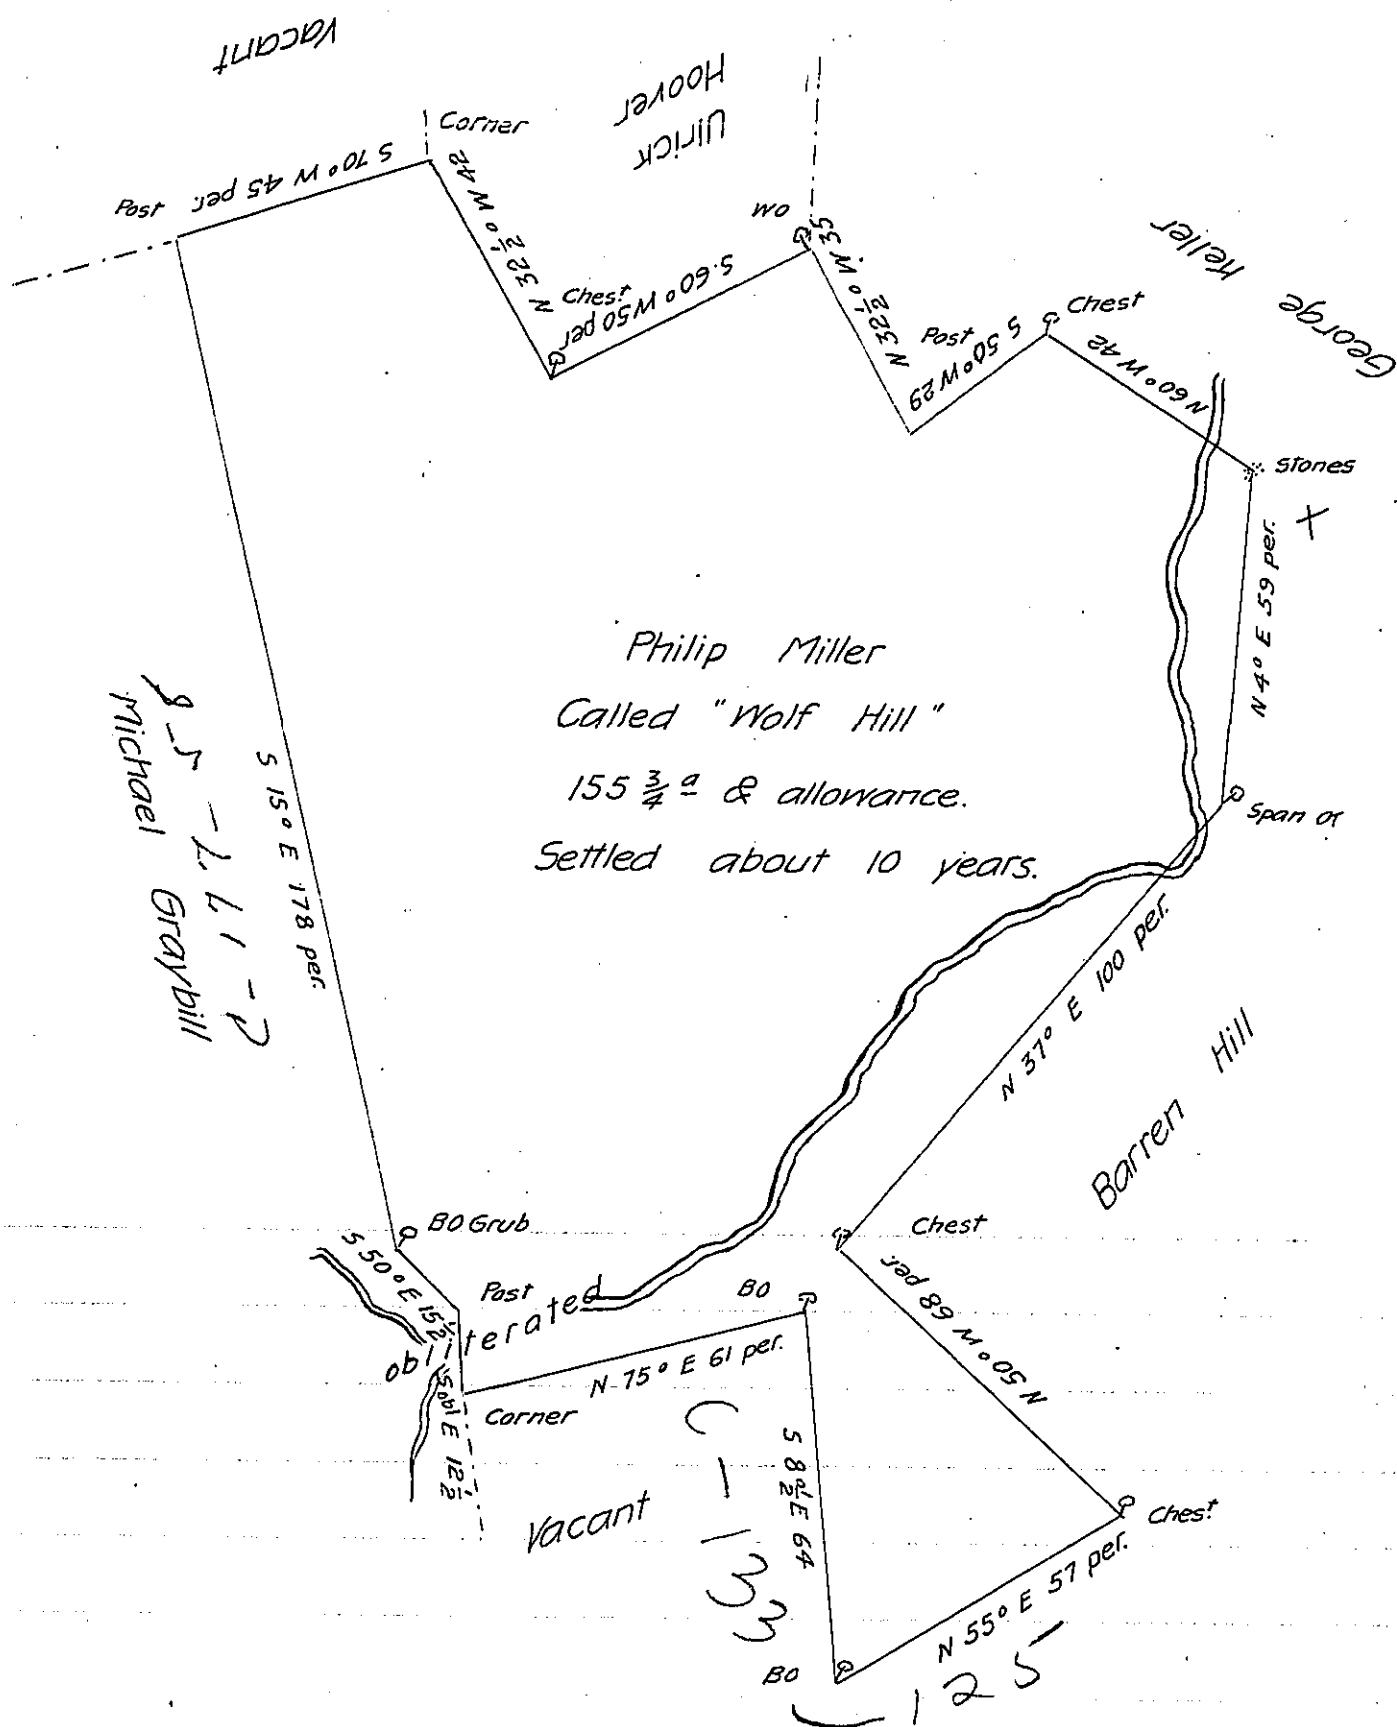 Vacant
Ulrick
Hoover
Corner
S 70° W 45 per.
Post
N 32½° W 42
Chest
S. 60° W 50 per
WO
N 32½° W. 35
Post
S 50° W 29
Chest
N 60° W 42
George Keller
Stones
X
N 4° E 59 per.
Philip Miller
Called "Wolf Hill"
155 ¾ a & allowance.
Settled about 10 years.
Span or
S 15° E 178 per.
Michael Graybill
N 37° E 100 per.
Barren Hill
BO Grub
S 50° E 15½
Post
obliterated
BO
Chest
N 50° W 68 per
N 75° E 61 per.
Corner
E 12½
Vacant
C-133
S 8½° E 64
Chest
N 55° E 57 per.
BO
125